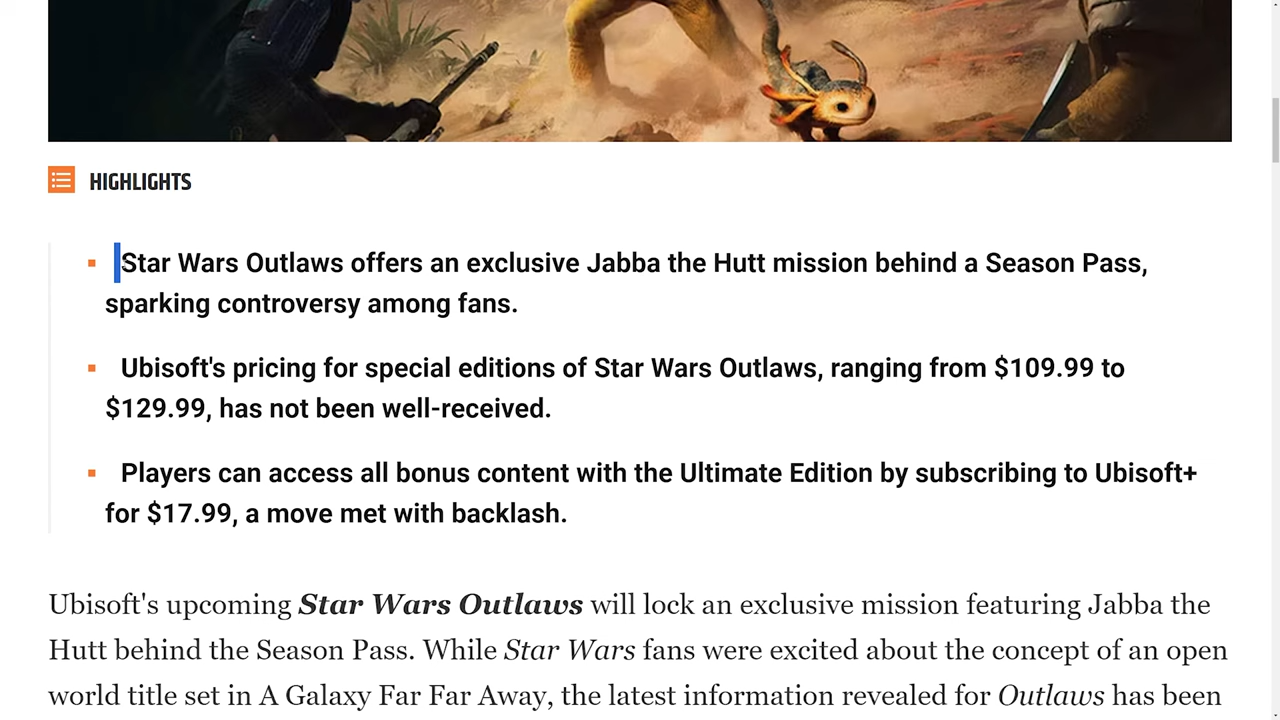 HIGHLIGHTS
Star Wars Outlaws offers an exclusive Jabba the Hutt mission behind a Season Pass,
sparking controversy among fans.
Ubisoft's pricing for special editions of Star Wars Outlaws, ranging from $109.99 to
$129.99, has not been well-received.
Players can access all bonus content with the Ultimate Edition by subscribing to Ubisoft+
for $17.99, a move met with backlash.
Ubisoft's upcoming Star Wars Outlaws will lock an exclusive mission featuring Jabba the
Hutt behind the Season Pass. While Star Wars fans were excited about the concept of an open
world title set in A Galaxy Far Far Away, the latest information revealed for Outlaws has been